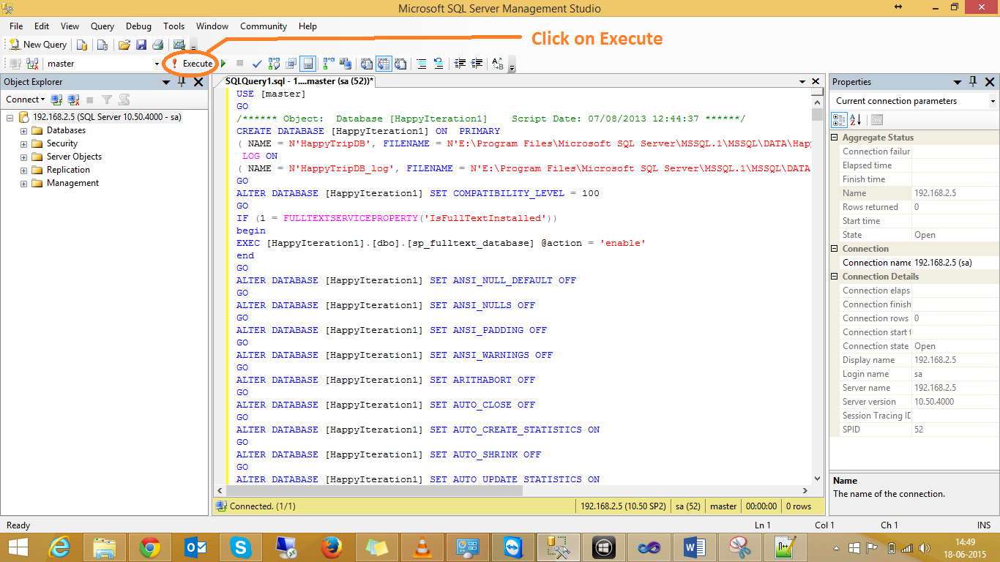 Microsoft SQL Server Management Studio
File Edit View Query Debug Tools Window Community Help
Click on Execute
New Query
master
Execute
Object Explorer
Connect
192.168.2.5 (SQL Server 10.50.4000 - sa)
Databases
Security
Server Objects
Replication
Management
SQLQuery1.sql - 1....master (sa (52))*
USE [master]
GO
/****** Object:  Database [HappyIteration1]    Script Date: 07/08/2013 12:44:37 ******/
CREATE DATABASE [HappyIteration1] ON  PRIMARY
( NAME = N'HappyTripDB', FILENAME = N'E:\Program Files\Microsoft SQL Server\MSSQL.1\MSSQL\DATA\Hap
LOG ON
( NAME = N'HappyTripDB_log', FILENAME = N'E:\Program Files\Microsoft SQL Server\MSSQL.1\MSSQL\DATA
GO
ALTER DATABASE [HappyIteration1] SET COMPATIBILITY_LEVEL = 100
GO
IF (1 = FULLTEXTSERVICEPROPERTY('IsFullTextInstalled'))
begin
EXEC [HappyIteration1].[dbo].[sp_fulltext_database] @action = 'enable'
end
GO
ALTER DATABASE [HappyIteration1] SET ANSI_NULL_DEFAULT OFF
GO
ALTER DATABASE [HappyIteration1] SET ANSI_NULLS OFF
GO
ALTER DATABASE [HappyIteration1] SET ANSI_PADDING OFF
GO
ALTER DATABASE [HappyIteration1] SET ANSI_WARNINGS OFF
GO
ALTER DATABASE [HappyIteration1] SET ARITHABORT OFF
GO
ALTER DATABASE [HappyIteration1] SET AUTO_CLOSE OFF
GO
ALTER DATABASE [HappyIteration1] SET AUTO_CREATE_STATISTICS ON
GO
ALTER DATABASE [HappyIteration1] SET AUTO_SHRINK OFF
GO
ALTER DATABASE [HappyIteration1] SET AUTO_UPDATE_STATISTICS ON
Connected. (1/1)
192.168.2.5 (10.50 SP2) sa (52) master 00:00:00 0 rows
Properties
Current connection parameters
Aggregate Status
Connection failur
Elapsed time
Finish time
Name 192.168.2.5
Rows returned 0
Start time
State Open
Connection
Connection name 192.168.2.5 (sa)
Connection Details
Connection elaps
Connection finish
Connection rows 0
Connection start t
Connection state Open
Display name 192.168.2.5
Login name sa
Server name 192.168.2.5
Server version 10.50.4000
Session Tracing ID
SPID 52
Name
The name of the connection.
Ready
Ln 1 Col 1 Ch 1 INS
14:49
18-06-2015